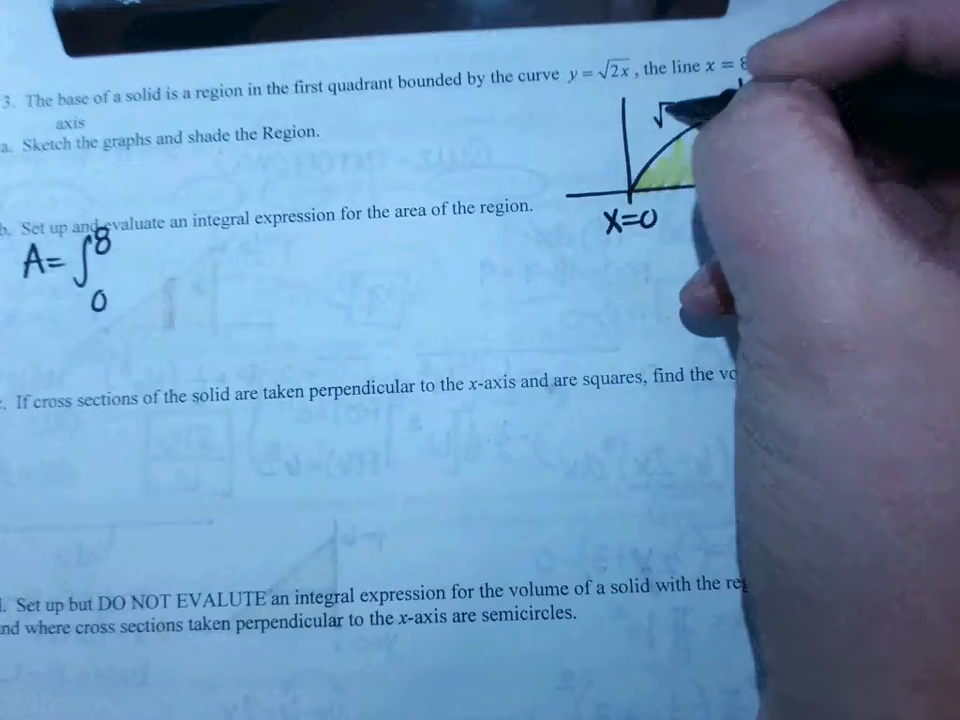 3. The base of a solid is a region in the first quadrant bounded by the curve y = √2x, the line x = 8
axis
a. Sketch the graphs and shade the Region.
X=0
b. Set up and evaluate an integral expression for the area of the region.
A= ∫ 8
0
. If cross sections of the solid are taken perpendicular to the x-axis and are squares, find the
. Set up but DO NOT EVALUTE an integral expression for the volume of a solid with the
nd where cross sections taken perpendicular to the x-axis are semicircles.